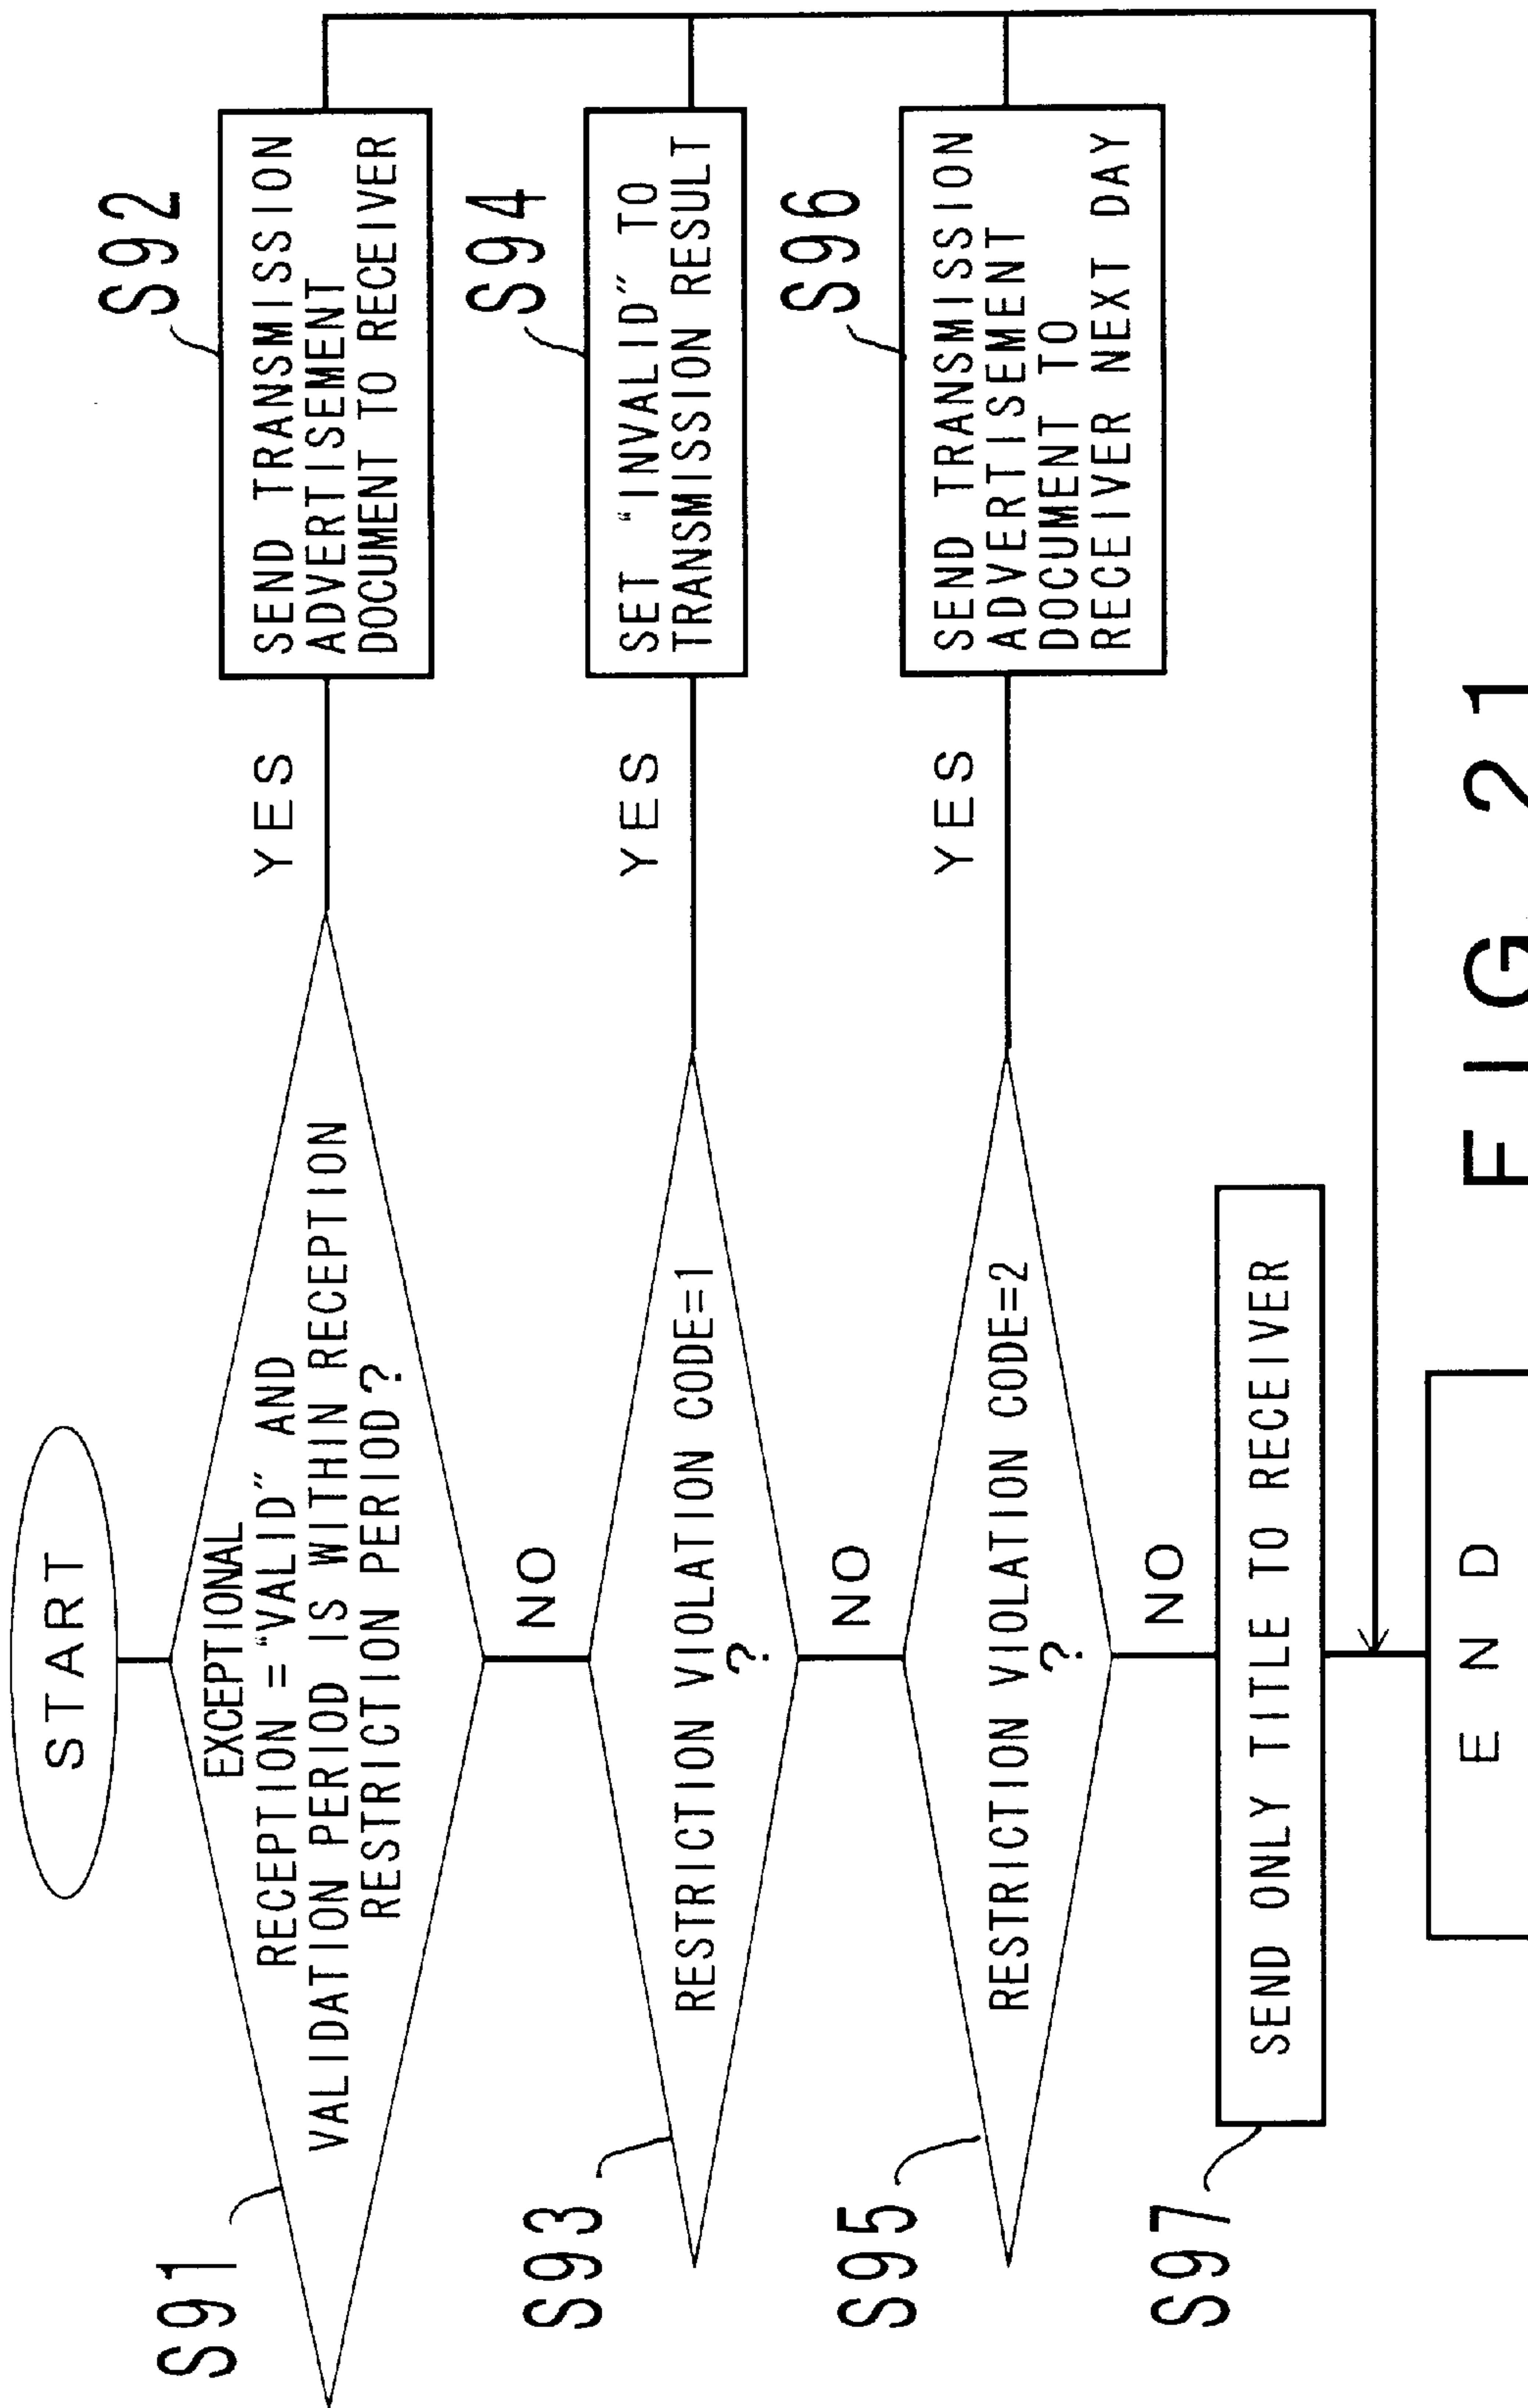 START
S91
EXCEPTIONAL
RECEPTION = "VALID" AND
VALIDATION PERIOD IS WITHIN RECEPTION
RESTRICTION PERIOD?
YES
S92
SEND TRANSMISSION
ADVERTISEMENT
DOCUMENT TO RECEIVER
NO
S93
RESTRICTION VIOLATION CODE=1
?
YES
S94
SET "INVALID" TO
TRANSMISSION RESULT
NO
S95
RESTRICTION VIOLATION CODE=2
?
YES
S96
SEND TRANSMISSION
ADVERTISEMENT
DOCUMENT TO
RECEIVER NEXT DAY
NO
S97
SEND ONLY TITLE TO RECEIVER
END
FIG. 21